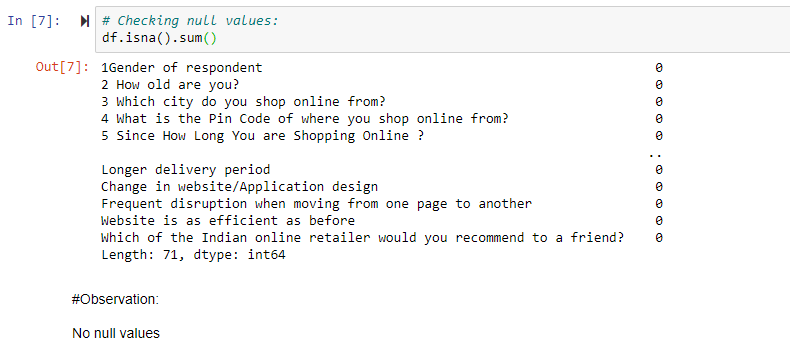 In [7]: # Checking null values:
df.isna().sum()
Out[7]: 1Gender of respondent 0
2 How old are you? 0
3 Which city do you shop online from? 0
4 What is the Pin Code of where you shop online from? 0
5 Since How Long You are Shopping Online ? 0
..
Longer delivery period 0
Change in website/Application design 0
Frequent disruption when moving from one page to another 0
Website is as efficient as before 0
Which of the Indian online retailer would you recommend to a friend? 0
Length: 71, dtype: int64
#Observation:
No null values